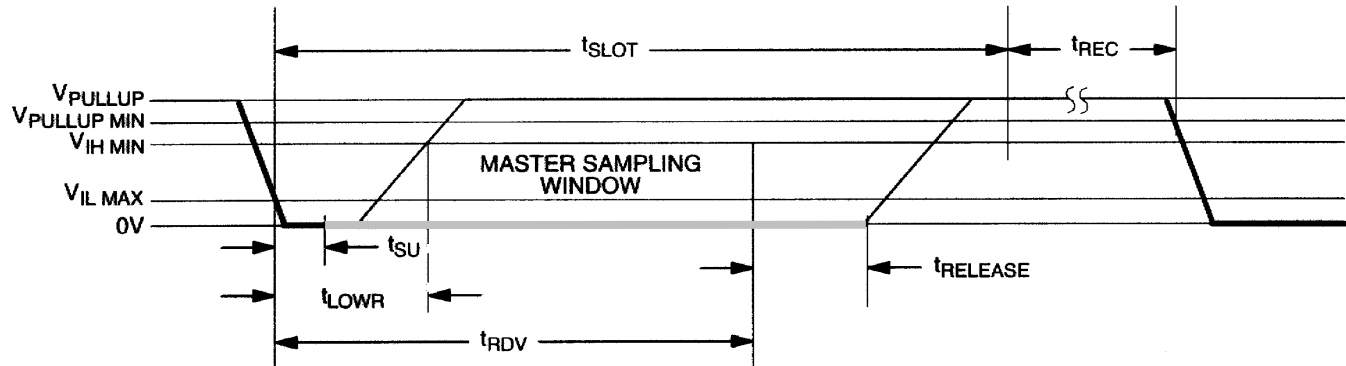 tSLOT
tREC
VPULLUP
VPULLUP MIN
VIH MIN
MASTER SAMPLING
WINDOW
VIL MAX
0V
tSU
tRELEASE
tLOWR
tRDV